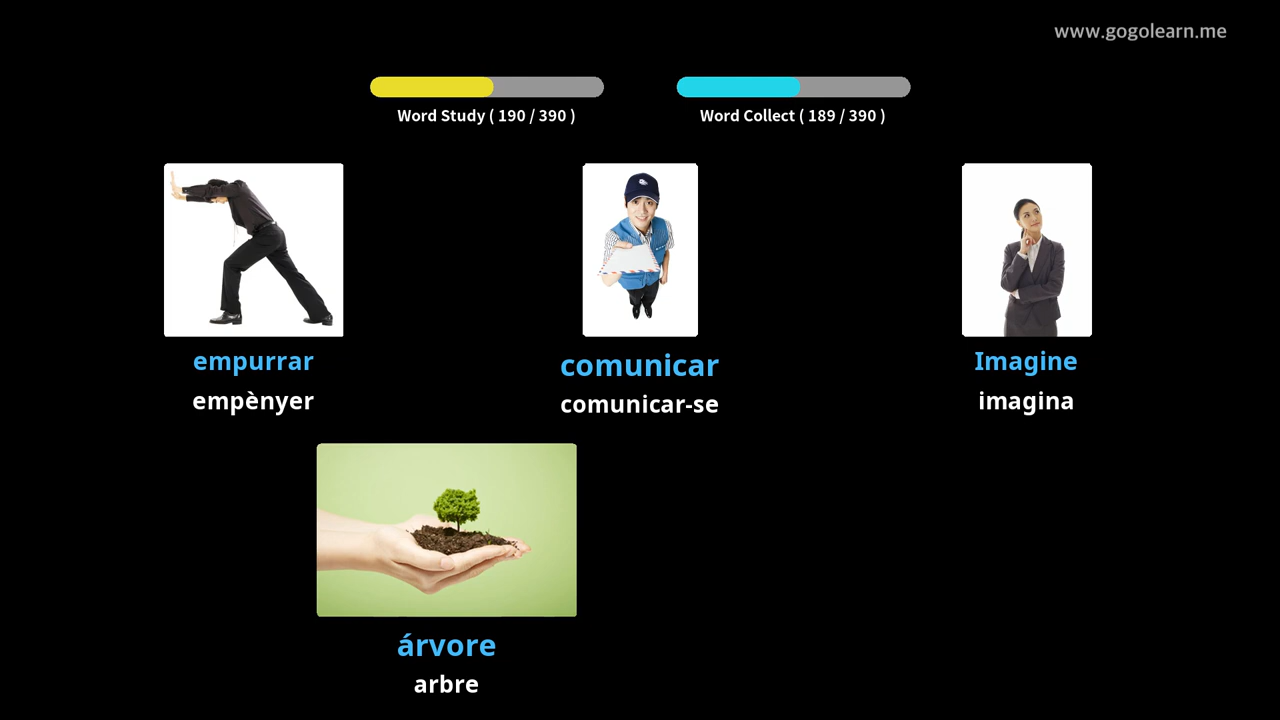 www.gogolearn.me
Word Study ( 190 / 390 )
Word Collect ( 189 / 390 )
empurrar
empènyer
comunicar
comunicar-se
Imagine
imagina
árvore
arbre